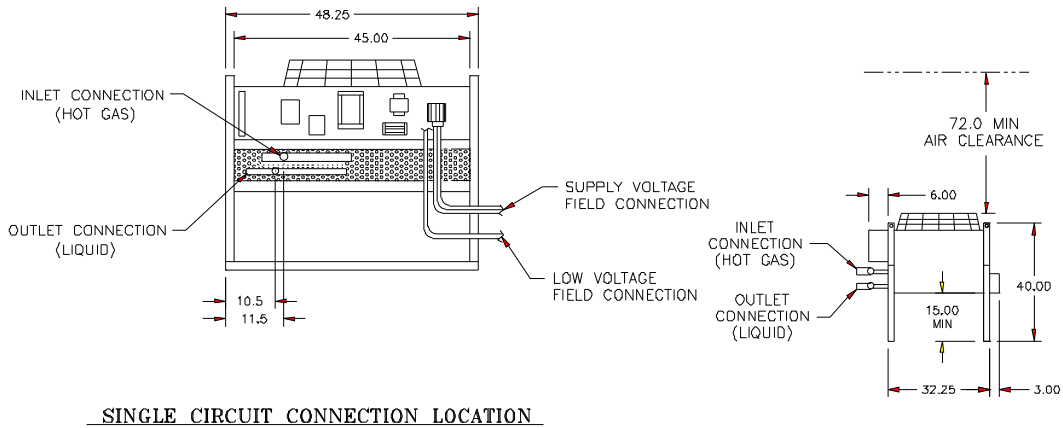 48.25
45.00
INLET CONNECTION
(HOT GAS)
OUTLET CONNECTION
(LIQUID)
SUPPLY VOLTAGE
FIELD CONNECTION
LOW VOLTAGE
FIELD CONNECTION
10.5
11.5
72.0 MIN
AIR CLEARANCE
6.00
INLET
CONNECTION
(HOT GAS)
OUTLET
CONNECTION
(LIQUID)
40.00
15.00
MIN
32.25
3.00
SINGLE CIRCUIT CONNECTION LOCATION